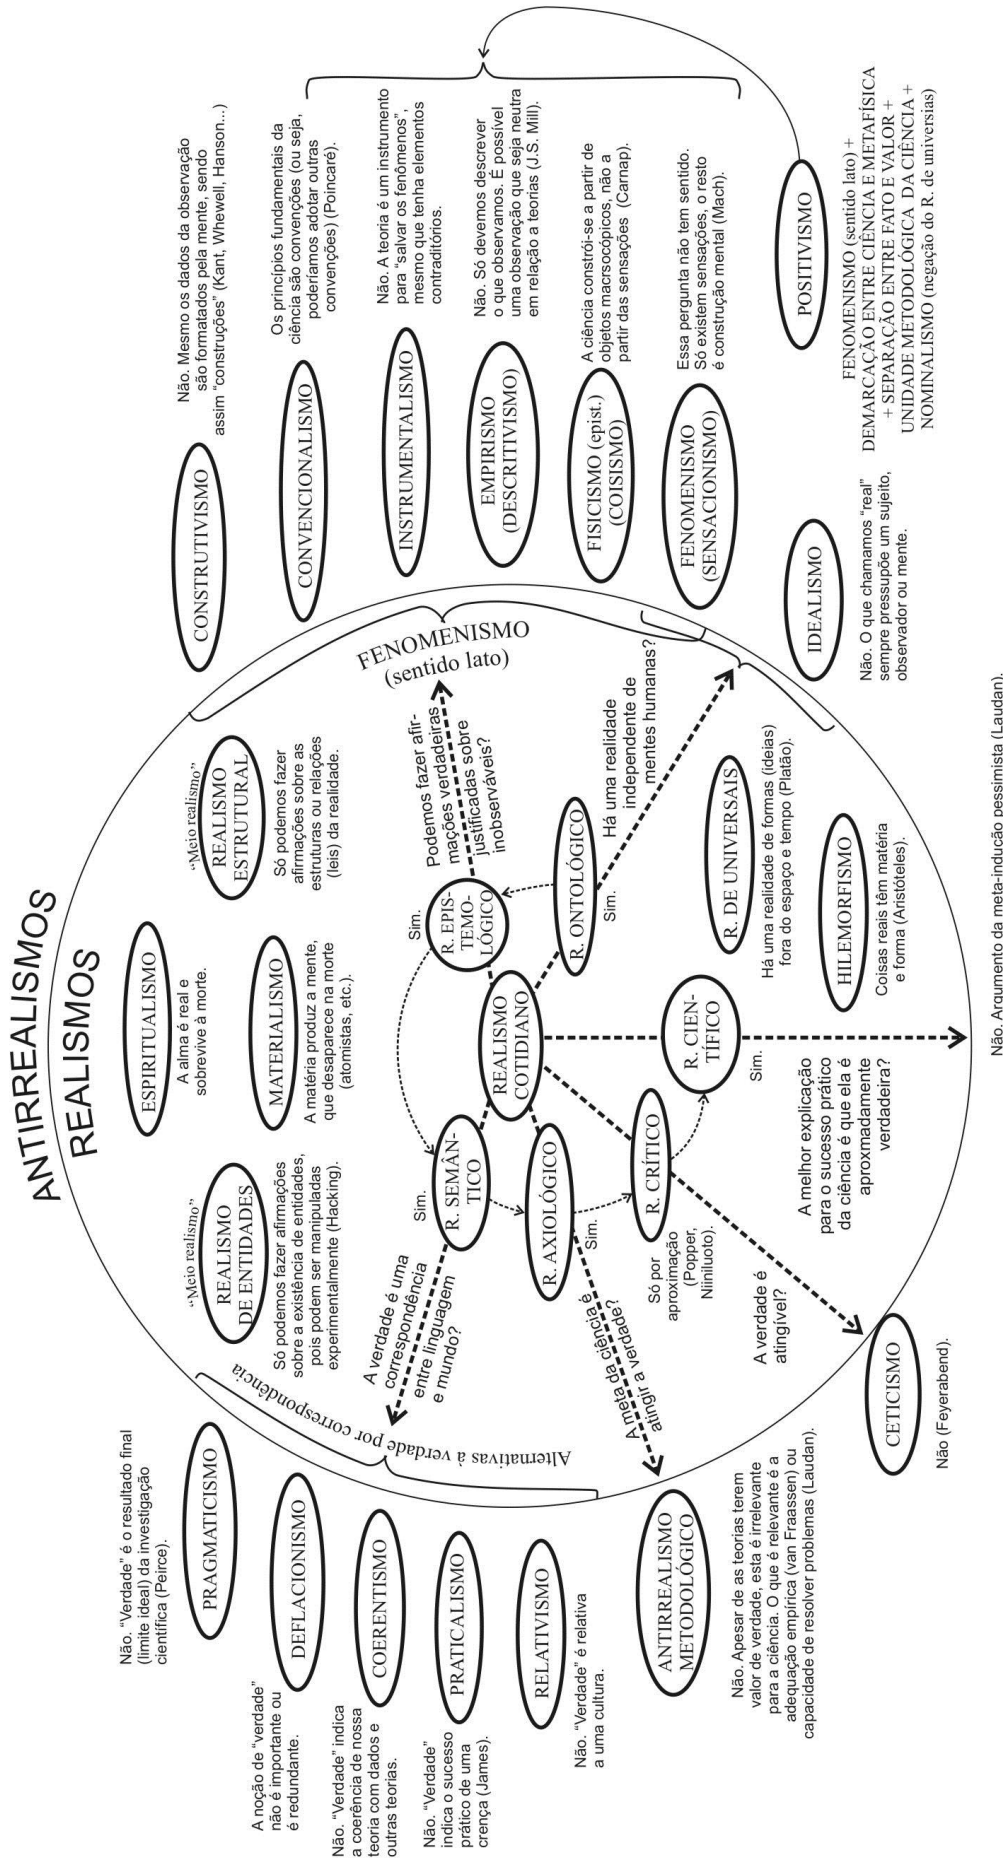 ANTIRREALISMOS
REALISMOS
PRAGMATICISMO
Não. “Verdade” é o resultado final
(limite ideal) da investigação
científica (Peirce).
DEFLACIONISMO
A noção de “verdade”
não é importante ou
é redundante.
COERENTISMO
Não. “Verdade” indica
a coerência de nossa
teoria com dados e
outras teorias.
PRATICALISMO
Não. “Verdade”
indica o sucesso
prático de uma
crença (James).
RELATIVISMO
Não. “Verdade” é relativa
a uma cultura.
ANTIRREALISMO
METODOLÓGICO
Não. Apesar de as teorias terem
valor de verdade, esta é irrelevante
para a ciência. O que é relevante é a
adequação empírica (van Fraassen) ou
capacidade de resolver problemas (Laudan).
CETICISMO
Não (Feyerabend).
Alternativas à verdade por correspondência
“Meio realismo”
REALISMO
DE ENTIDADES
Só podemos fazer afirmações
sobre a existência de entidades,
pois podem ser manipuladas
experimentalmente (Hacking).
ESPIRITUALISMO
A alma é real e
sobrevive à morte.
MATERIALISMO
A matéria produz a mente,
que desaparece na morte
(atomistas, etc.).
“Meio realismo”
REALISMO
ESTRUTURAL
Só podemos fazer
afirmações sobre as
estruturas ou relações
(leis) da realidade.
A verdade é uma
correspondência
entre linguagem
e mundo?
Sim.
R. SEMÂN-
TICO
R. AXIOLÓGICO
Sim.
A meta da ciência é
atingir a verdade?
REALISMO
COTIDIANO
Sim.
R. EPIS-
TEMO-
LÓGICO
Podemos fazer afir-
mações verdadeiras
justificadas sobre
inobserváveis?
R. ONTOLÓGICO
Sim.
Há uma realidade
independente de
mentes humanas?
R. CRÍTICO
Só por
aproximação
(Popper,
Niiniluoto).
A verdade é
atingível?
R. CIEN-
TÍFICO
Sim.
A melhor explicação
para o sucesso prático
da ciência é que ela é
aproxmadamente
verdadeira?
Não. Argumento da meta-indução pessimista (Laudan).
R. DE UNIVERSAIS
Há uma realidade de formas (ideias)
fora do espaço e tempo (Platão).
HILEMORFISMO
Coisas reais têm matéria
e forma (Aristóteles).
FENOMENISMO
(sentido lato)
CONSTRUTIVISMO
Não. Mesmo os dados da observação
são formatados pela mente, sendo
assim “construções” (Kant, Whewell, Hanson...)
CONVENCIONALISMO
Os princípios fundamentais da
ciência são convenções (ou seja,
poderíamos adotar outras
convenções) (Poincaré).
INSTRUMENTALISMO
Não. A teoria é um instrumento
para “salvar os fenômenos”,
mesmo que tenha elementos
contraditórios.
EMPIRISMO
(DESCRITIVISMO)
Não. Só devemos descrever
o que observamos. É possível
uma observação que seja neutra
em relação a teorias (J.S. Mill).
FISICISMO (epist.)
(COISISMO)
A ciência constrói-se a partir de
objetos marsocópicos, não a
partir das sensações (Carnap).
FENOMENISMO
(SENSACIONISMO)
Essa pergunta não tem sentido.
Só existem sensações, o resto
é construção mental (Mach).
IDEALISMO
Não. O que chamamos “real”
sempre pressupõe um sujeito,
observador ou mente.
POSITIVISMO
FENOMENISMO (sentido lato) +
DEMARCAÇÃO ENTRE CIÊNCIA E METAFÍSICA
+ SEPARAÇÃO ENTRE FATO E VALOR +
UNIDADE METODOLÓGICA DA CIÊNCIA +
NOMINALISMO (negação do R. de universias)